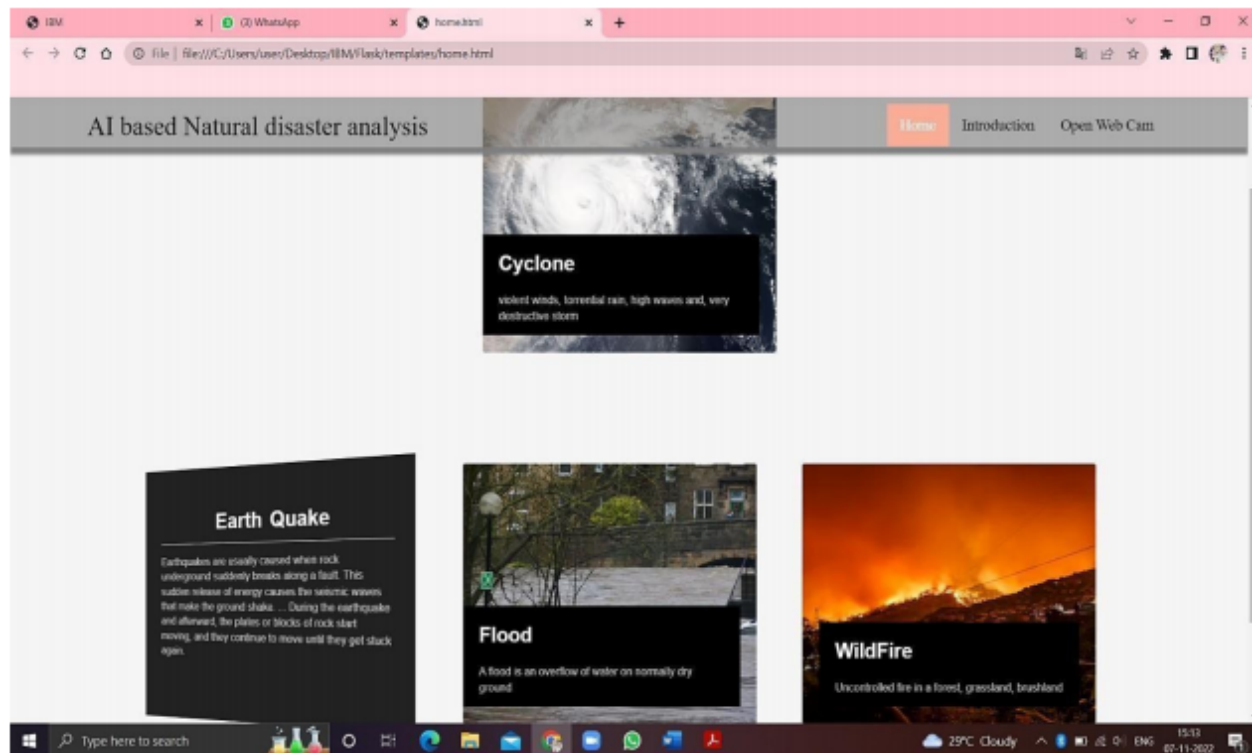 IBM
(3) WhatsApp
home.html
File | file:///C:/Users/user/Desktop/IBM/Flask/templates/home.html
AI based Natural disaster analysis
Home
Introduction
Open Web Cam
Cyclone
violent winds, torrential rain, high waves and, very
destructive storm
Earth Quake
Earthquakes are usually caused when rock
underground suddenly breaks along a fault. This
sudden release of energy causes the seismic waves
that make the ground shake. ... During the earthquake
and afterward, the plates or blocks of rock start
moving, and they continue to move until they get stuck
again.
Flood
A flood is an overflow of water on normally dry
ground
WildFire
Uncontrolled fire in a forest, grassland, brushland
Type here to search
29°C Cloudy
ENG
15:13
07-11-2022